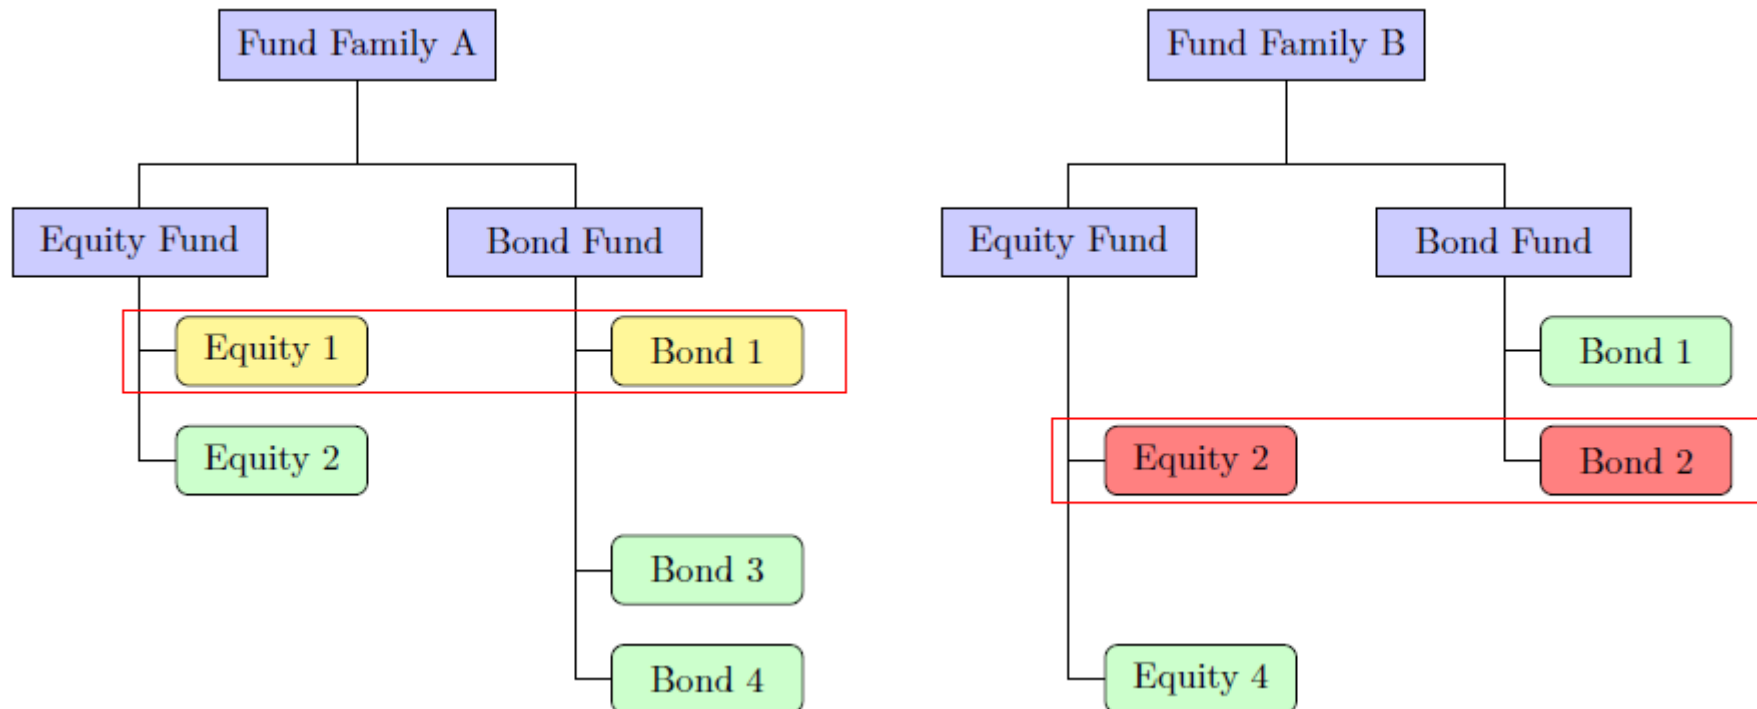 Fund Family A
Fund Family B
Equity Fund
Bond Fund
Equity Fund
Bond Fund
Equity 1
Bond 1
Bond 1
Equity 2
Equity 2
Bond 2
Bond 3
Bond 4
Equity 4